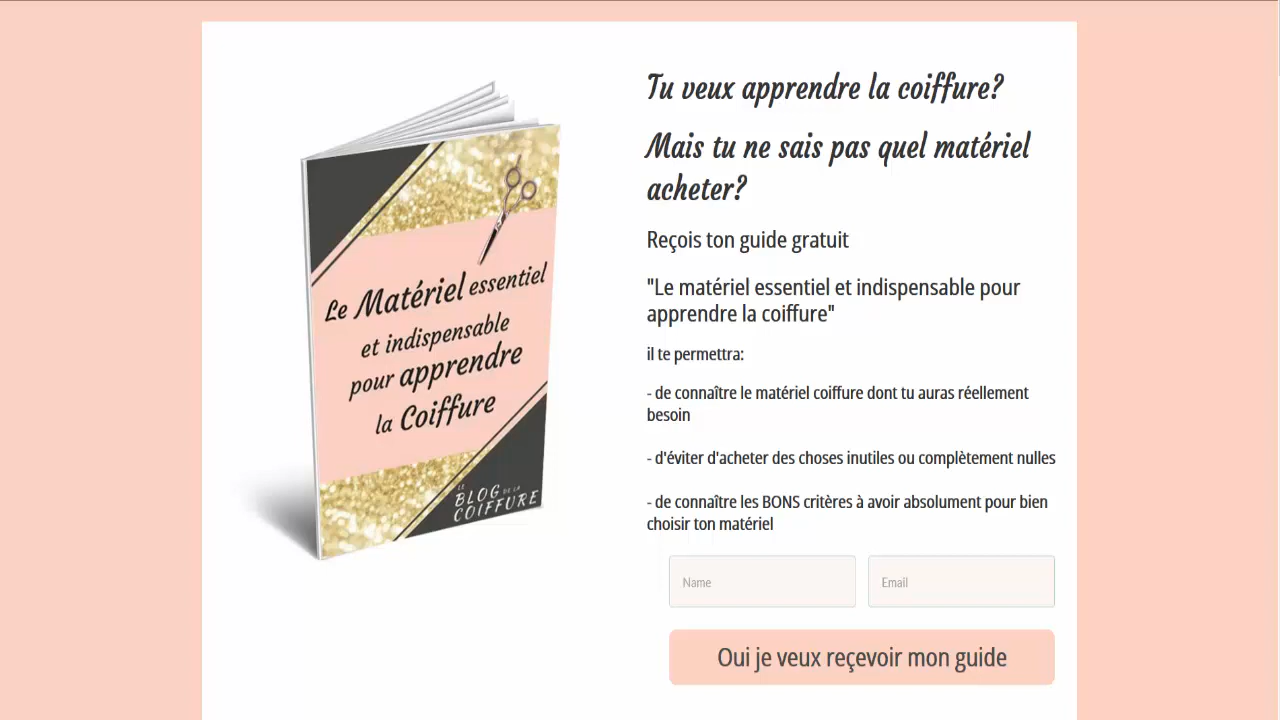 Le Matériel essentiel
et indispensable
pour apprendre
la Coiffure
LE
BLOG DE LA
COIFFURE
Tu veux apprendre la coiffure?
Mais tu ne sais pas quel matériel
acheter?
Reçois ton guide gratuit
"Le matériel essentiel et indispensable pour
apprendre la coiffure"
il te permettra:
- de connaître le matériel coiffure dont tu auras réellement
besoin
- d'éviter d'acheter des choses inutiles ou complètement nulles
- de connaître les BONS critères à avoir absolument pour bien
choisir ton matériel
Name
Email
Oui je veux reçevoir mon guide